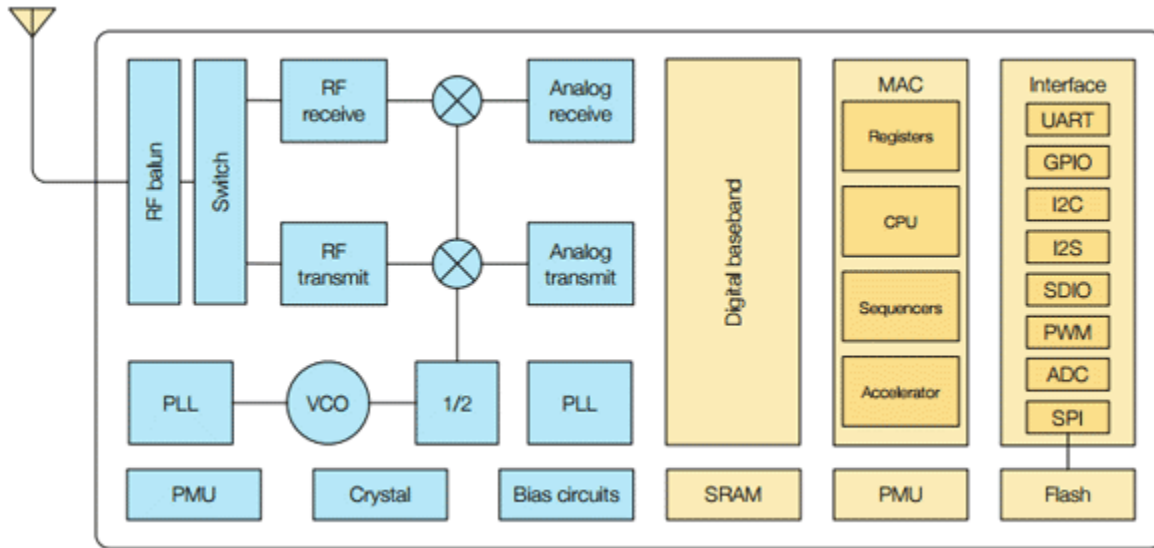 RF balun
Switch
RF
receive
Analog
receive
RF
transmit
Analog
transmit
PLL
VCO
1/2
PLL
PMU
Crystal
Bias circuits
Digital baseband
SRAM
MAC
Registers
CPU
Sequencers
Accelerator
PMU
Interface
UART
GPIO
I2C
I2S
SDIO
PWM
ADC
SPI
Flash